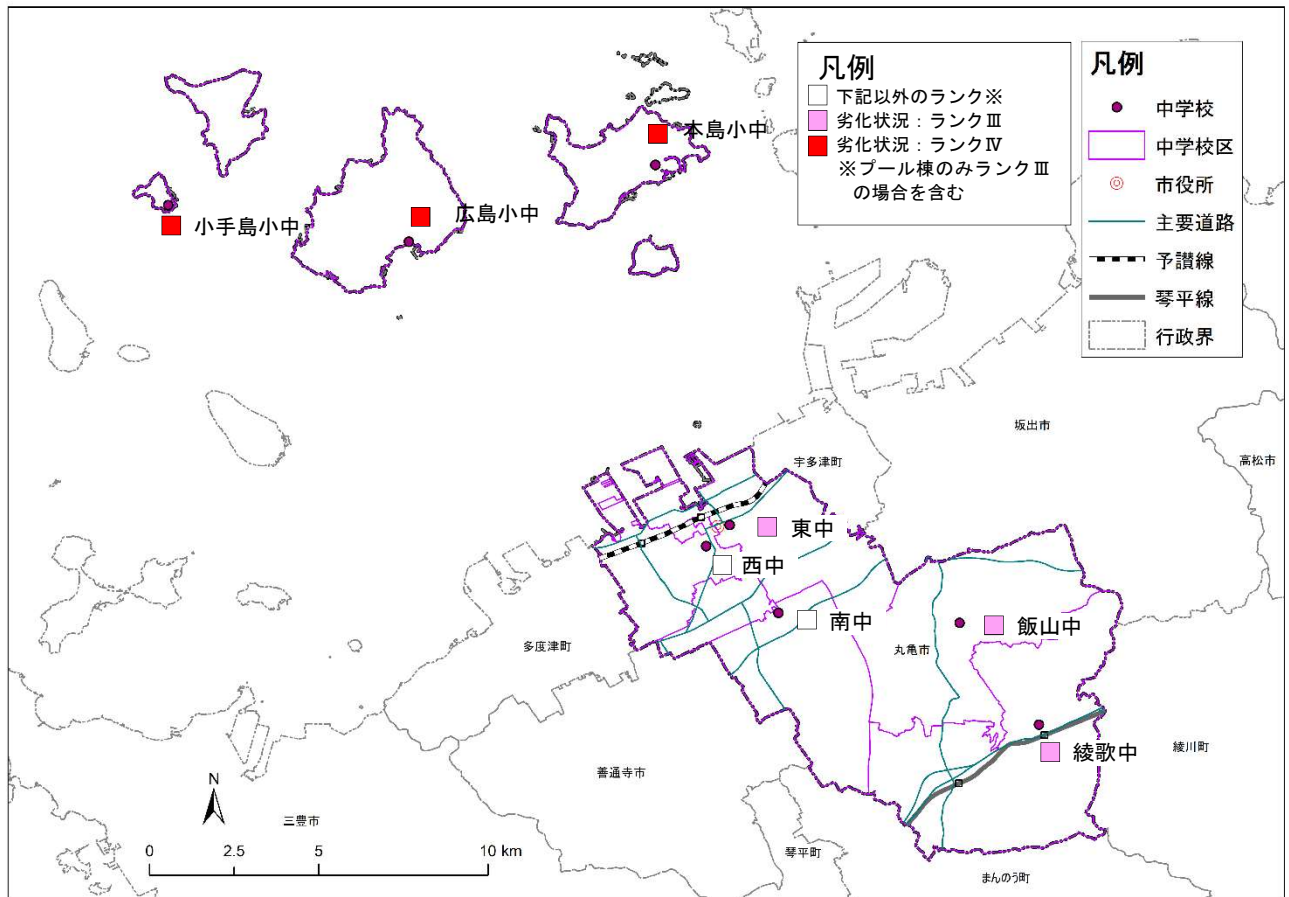 凡例
下記以外のランク※
劣化状況：ランクⅢ
劣化状況：ランクⅣ
※プール棟のみランクⅢ
の場合を含む
凡例
中学校
中学校区
市役所
主要道路
予讃線
琴平線
行政界
本島小中
広島小中
小手島小中
坂出市
高松市
宇多津町
東中
西中
南中
飯山中
丸亀市
多度津町
綾歌中
綾川町
善通寺市
三豊市
琴平町
まんのう町
N
0 2.5 5 10 km